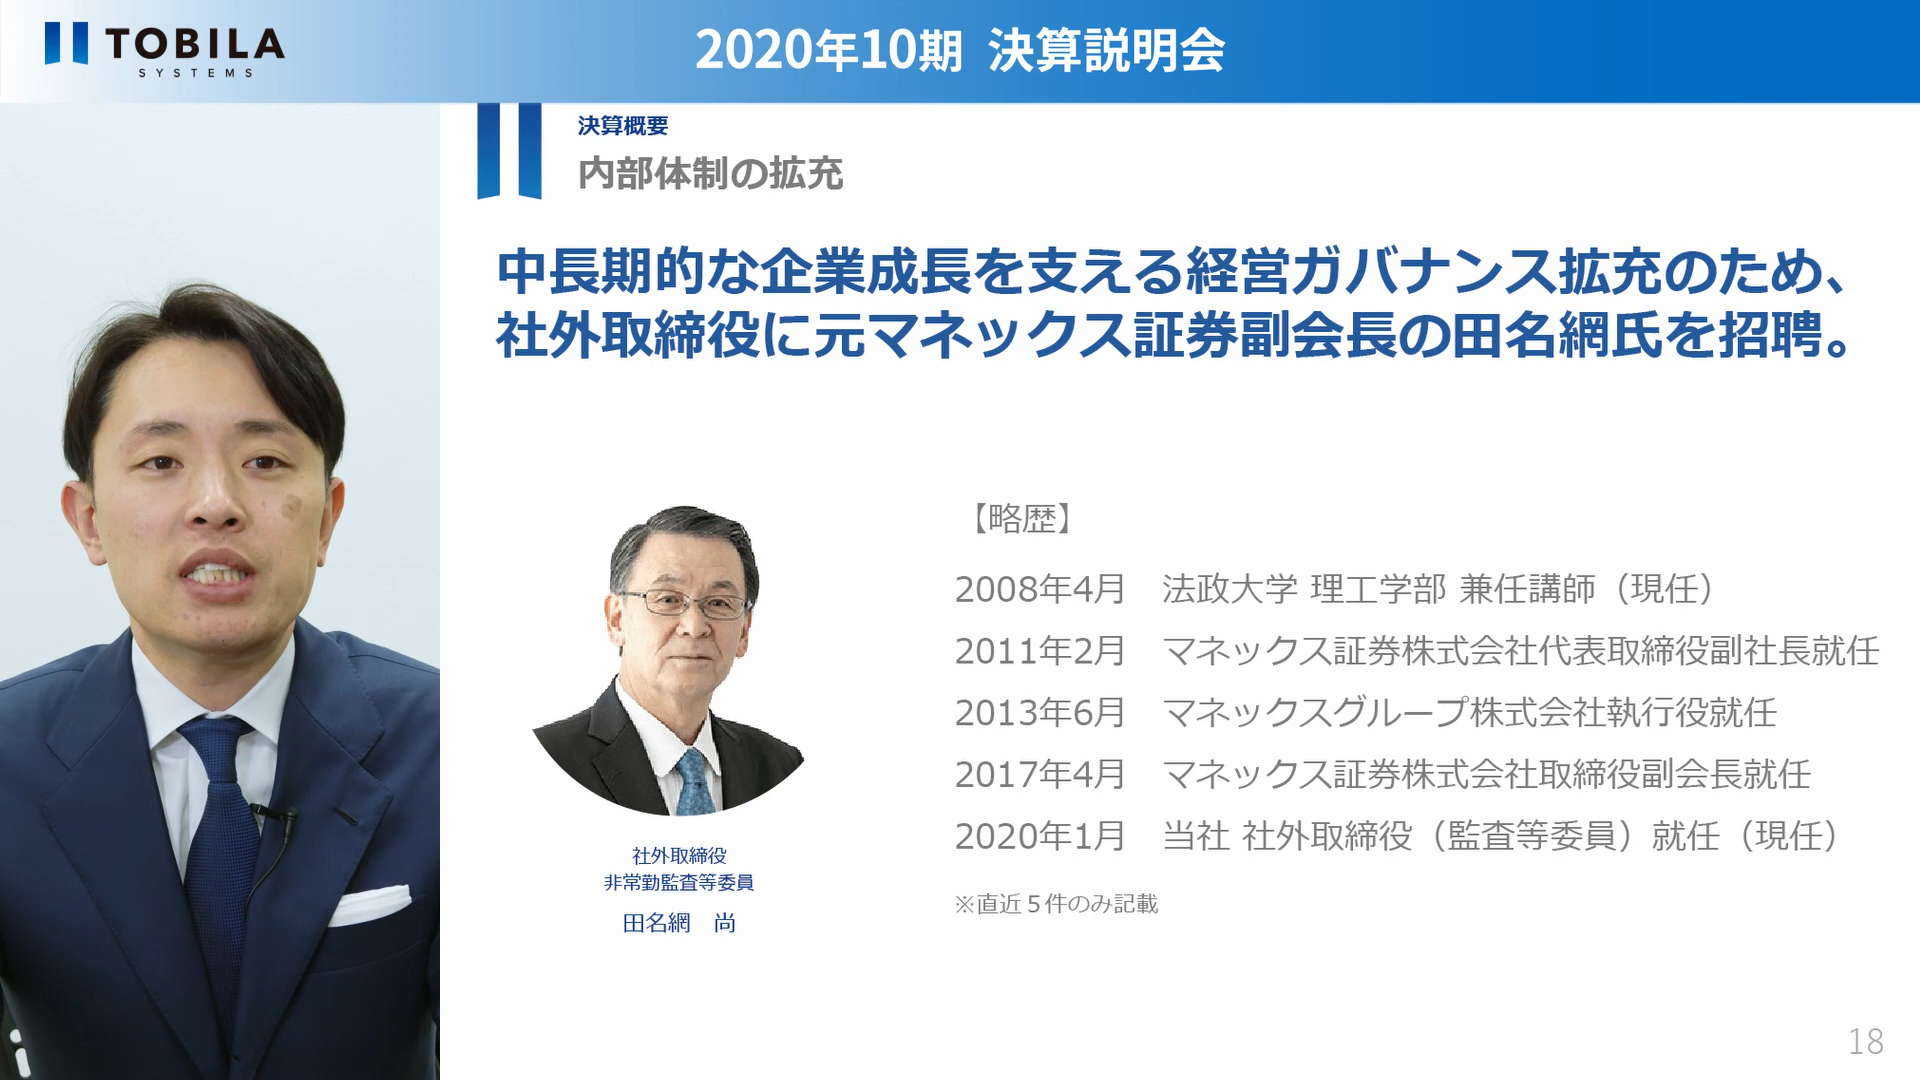 TOBILA
SYSTEMS
2020年10期 決算説明会
決算概要
内部体制の拡充
中長期的な企業成長を支える経営ガバナンス拡充のため、
社外取締役に元マネックス証券副会長の田名網氏を招聘。
【略歴】
2008年4月　法政大学 理工学部 兼任講師（現任）
2011年2月　マネックス証券株式会社代表取締役副社長就任
2013年6月　マネックスグループ株式会社執行役就任
2017年4月　マネックス証券株式会社取締役副会長就任
2020年1月　当社 社外取締役（監査等委員）就任（現任）
※直近５件のみ記載
社外取締役
非常勤監査等委員
田名網　尚
18